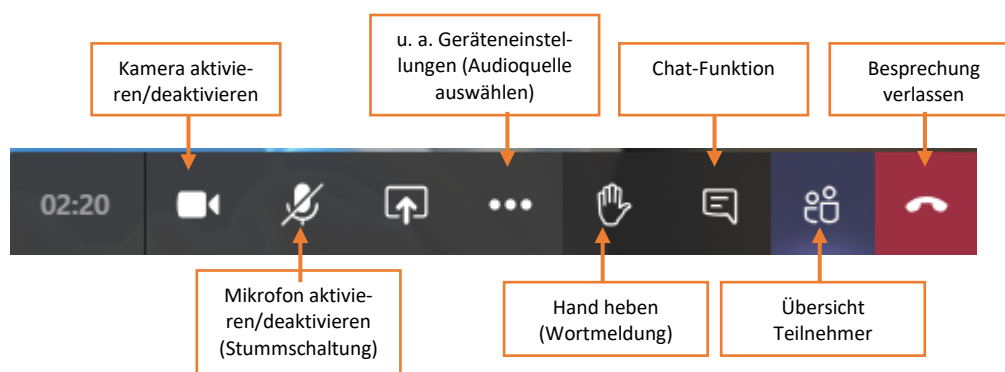 Kamera aktivie-
ren/deaktivieren
u. a. Geräteneinstel-
lungen (Audioquelle
auswählen)
Chat-Funktion
Besprechung
verlassen
02:20
Mikrofon aktivie-
ren/deaktivieren
(Stummschaltung)
Hand heben
(Wortmeldung)
Übersicht
Teilnehmer